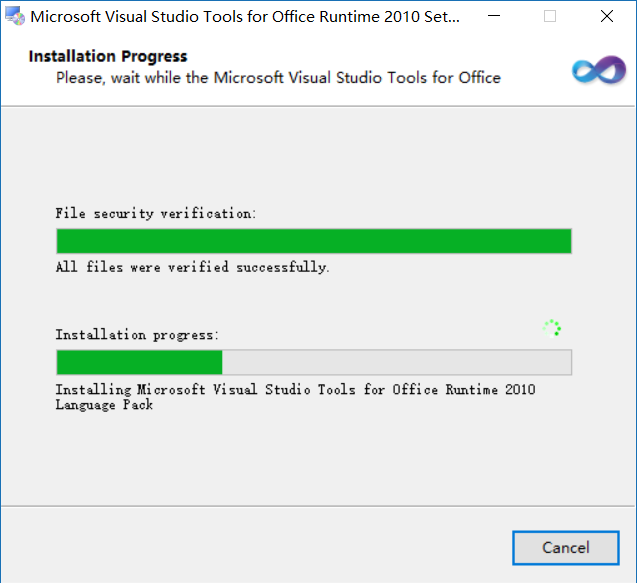 Microsoft Visual Studio Tools for Office Runtime 2010 Set...
Installation Progress
Please, wait while the Microsoft Visual Studio Tools for Office
File security verification:
All files were verified successfully.
Installation progress:
Installing Microsoft Visual Studio Tools for Office Runtime 2010
Language Pack
Cancel